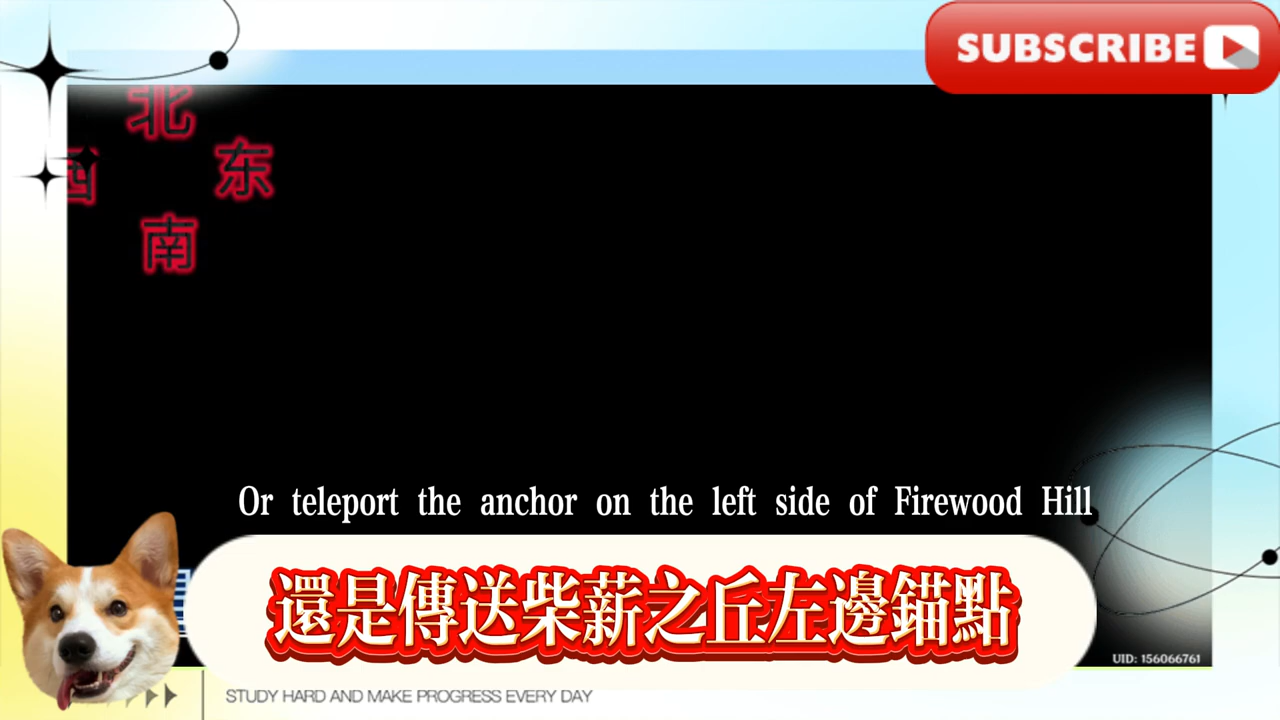 SUBSCRIBE
北
西 东
南
Or teleport the anchor on the left side of Firewood Hill
還是傳送柴薪之丘左邊錨點
UID: 156066761
STUDY HARD AND MAKE PROGRESS EVERY DAY